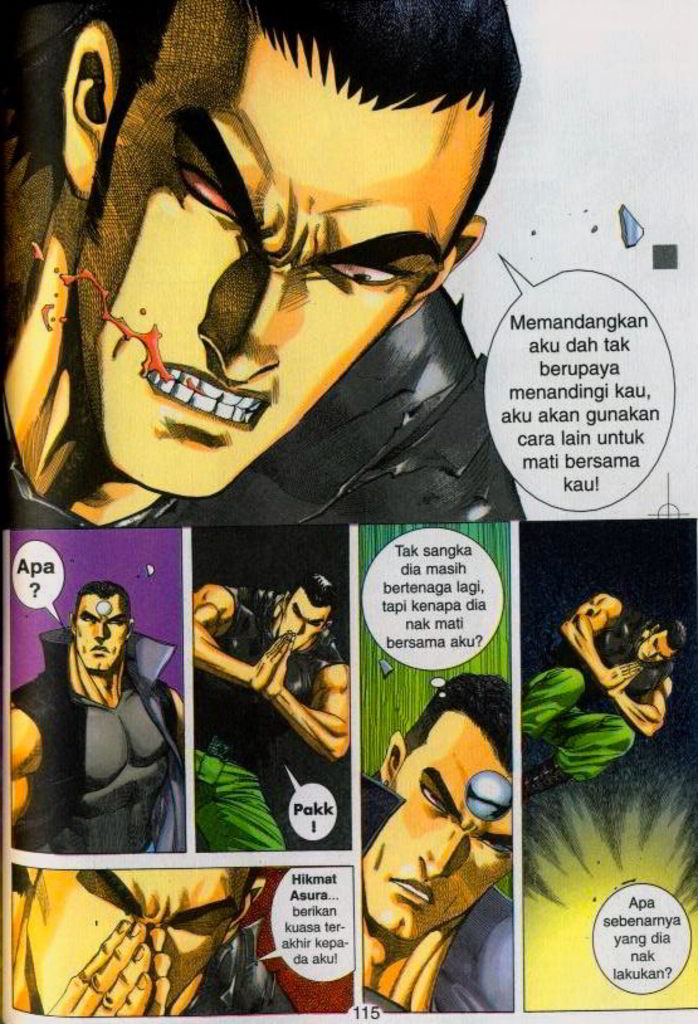 Memandangkan
aku dah tak
berupaya
menandingi kau,
aku akan gunakan
cara lain untuk
mati bersama
kau!
Apa
?
Pakk
!
Hikmat
Asura...
berikan
kuasa ter-
akhir kepa-
da aku!
Tak sangka
dia masih
bertenaga lagi,
tapi kenapa dia
nak mati
bersama aku?
Apa
sebenarnya
yang dia
nak
lakukan?
115